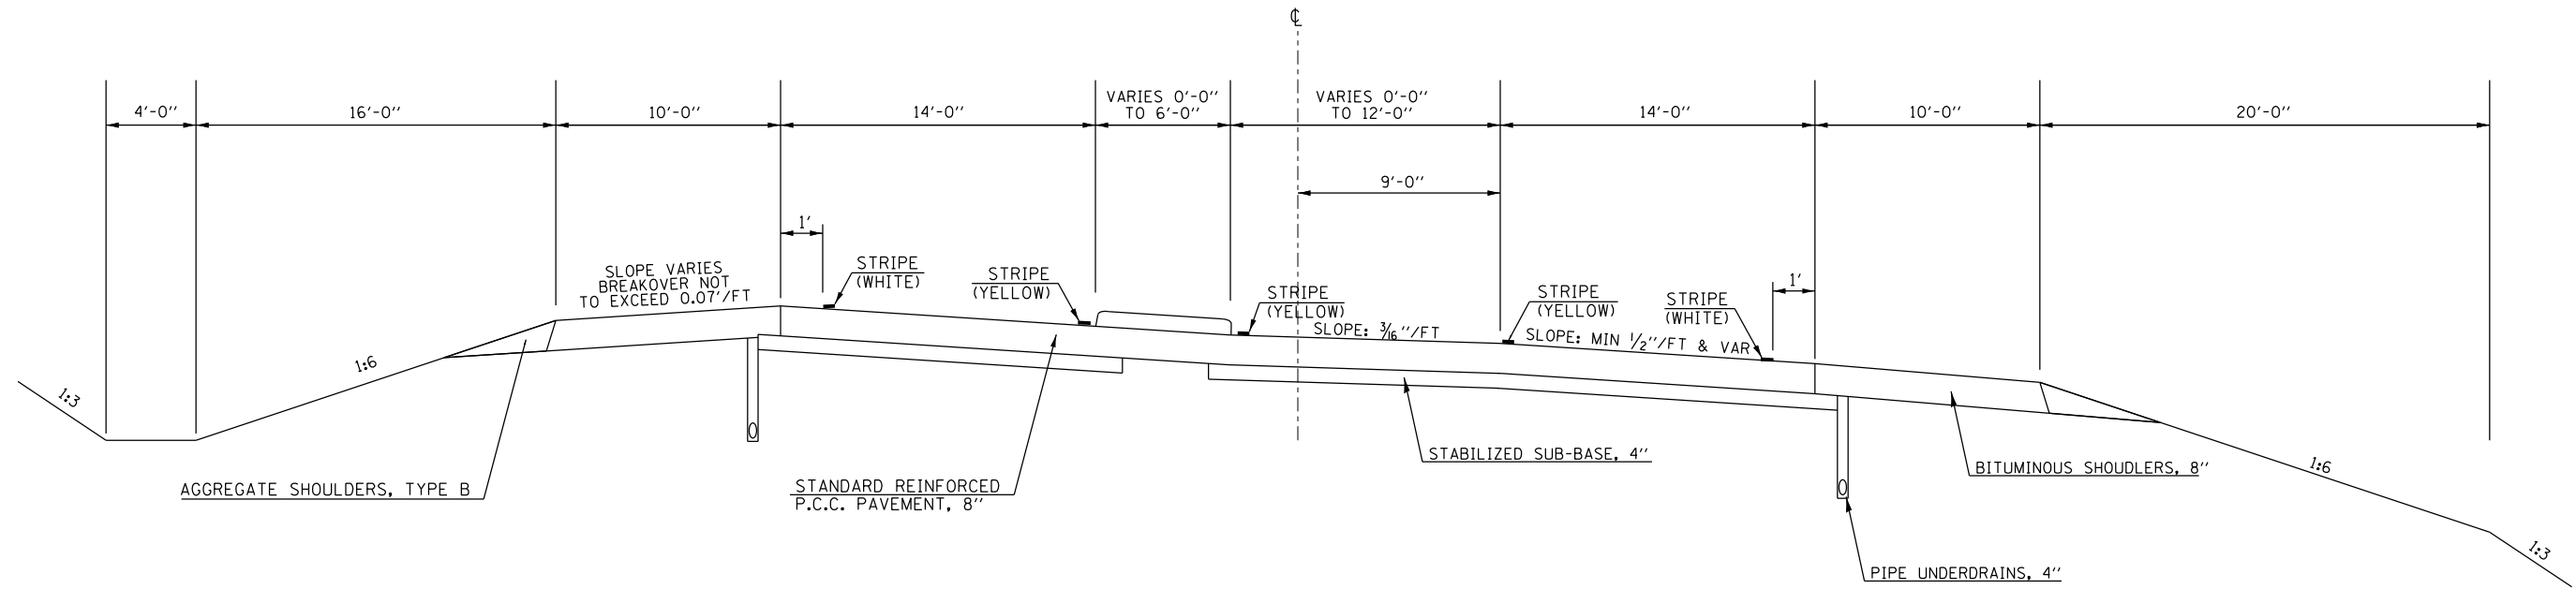 ℄
4'-0"
16'-0"
10'-0"
14'-0"
VARIES 0'-0"
TO 6'-0"
VARIES 0'-0"
TO 12'-0"
14'-0"
10'-0"
20'-0"
9'-0"
1'
1'
SLOPE VARIES
BREAKOVER NOT
TO EXCEED 0.07'/FT
STRIPE
(WHITE)
STRIPE
(YELLOW)
STRIPE
(YELLOW)
SLOPE: 3/16"/FT
STRIPE
(YELLOW)
SLOPE: MIN 1/2"/FT & VAR
STRIPE
(WHITE)
1:3
1:6
AGGREGATE SHOULDERS, TYPE B
STANDARD REINFORCED
P.C.C. PAVEMENT, 8"
STABILIZED SUB-BASE, 4"
BITUMINOUS SHOUDLERS, 8"
1:6
1:3
PIPE UNDERDRAINS, 4"